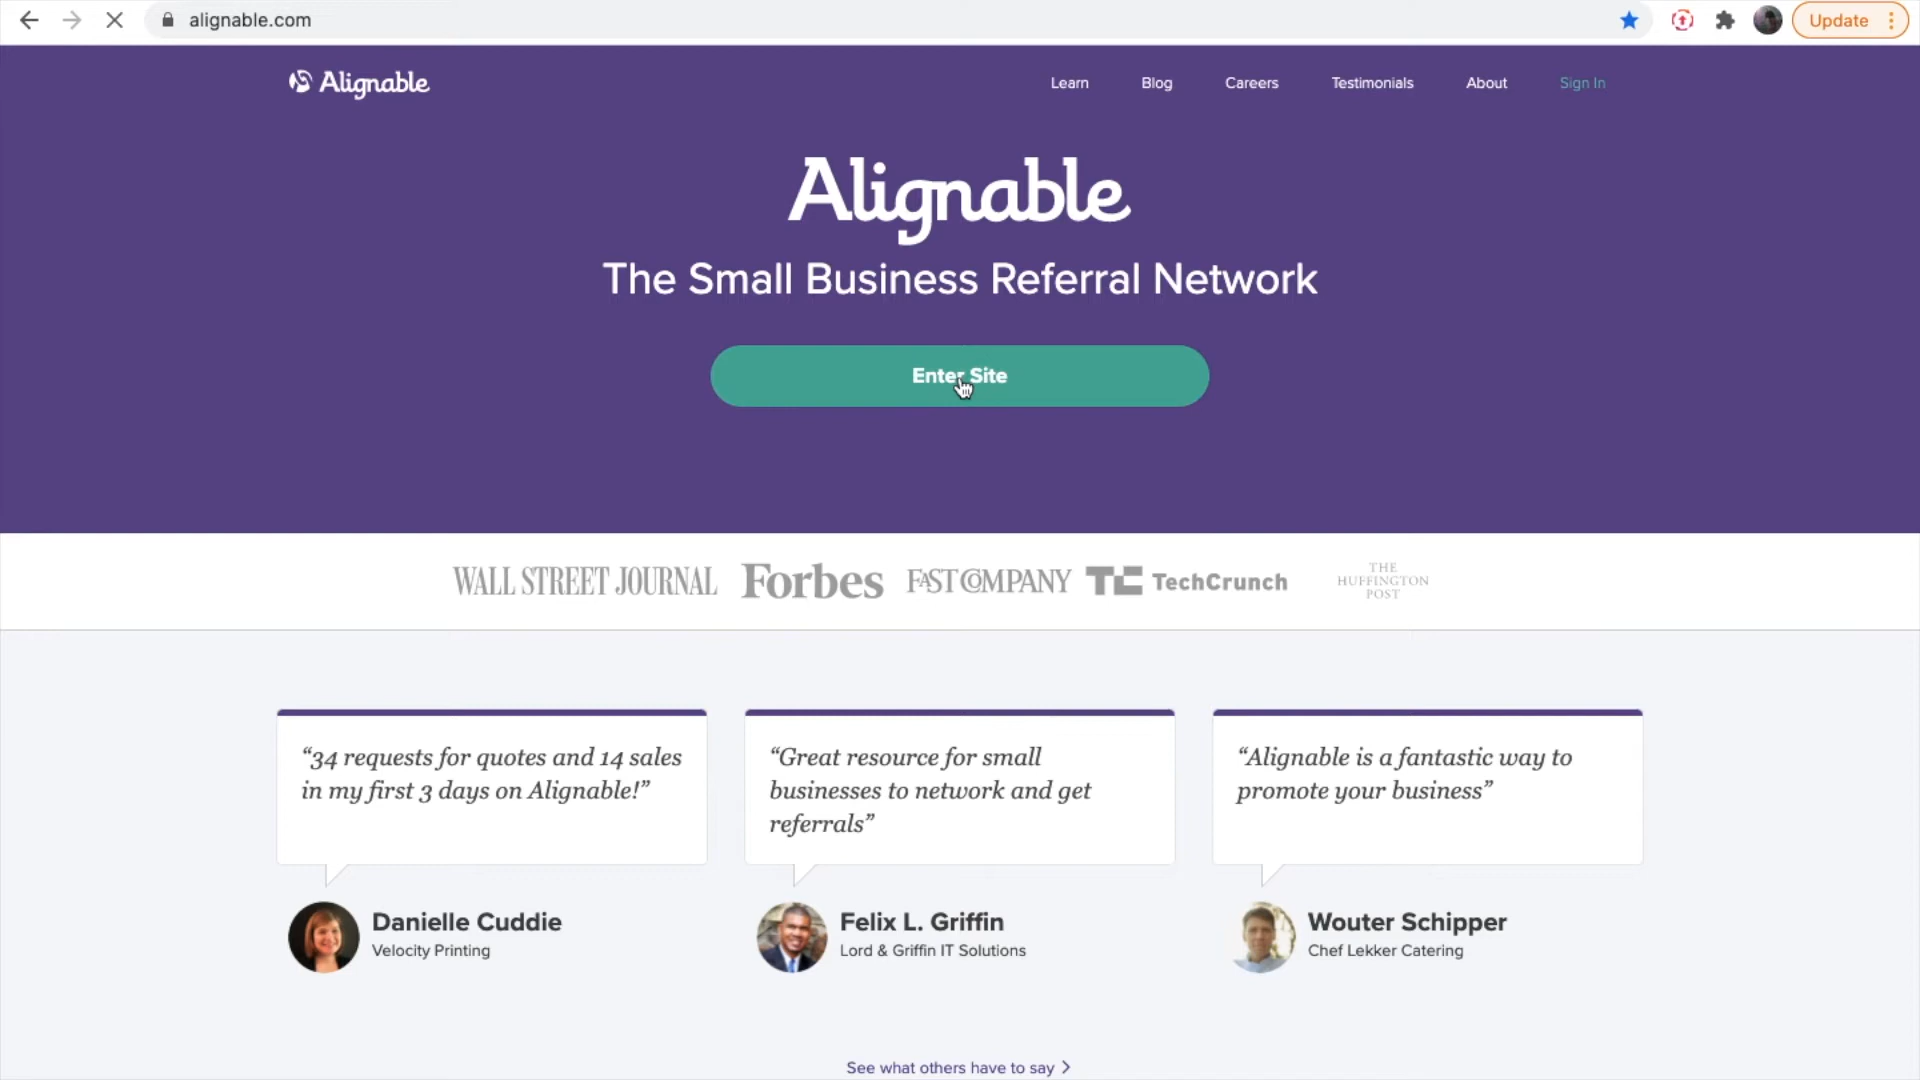 alignable.com
Update
Alignable
Learn
Blog
Careers
Testimonials
About
Sign In
Alignable
The Small Business Referral Network
Enter Site
WALL STREET JOURNAL
Forbes
FAST COMPANY
TC TechCrunch
THE
HUFFINGTON
POST
“34 requests for quotes and 14 sales
in my first 3 days on Alignable!”
Danielle Cuddie
Velocity Printing
“Great resource for small
businesses to network and get
referrals”
Felix L. Griffin
Lord & Griffin IT Solutions
“Alignable is a fantastic way to
promote your business”
Wouter Schipper
Chef Lekker Catering
See what others have to say